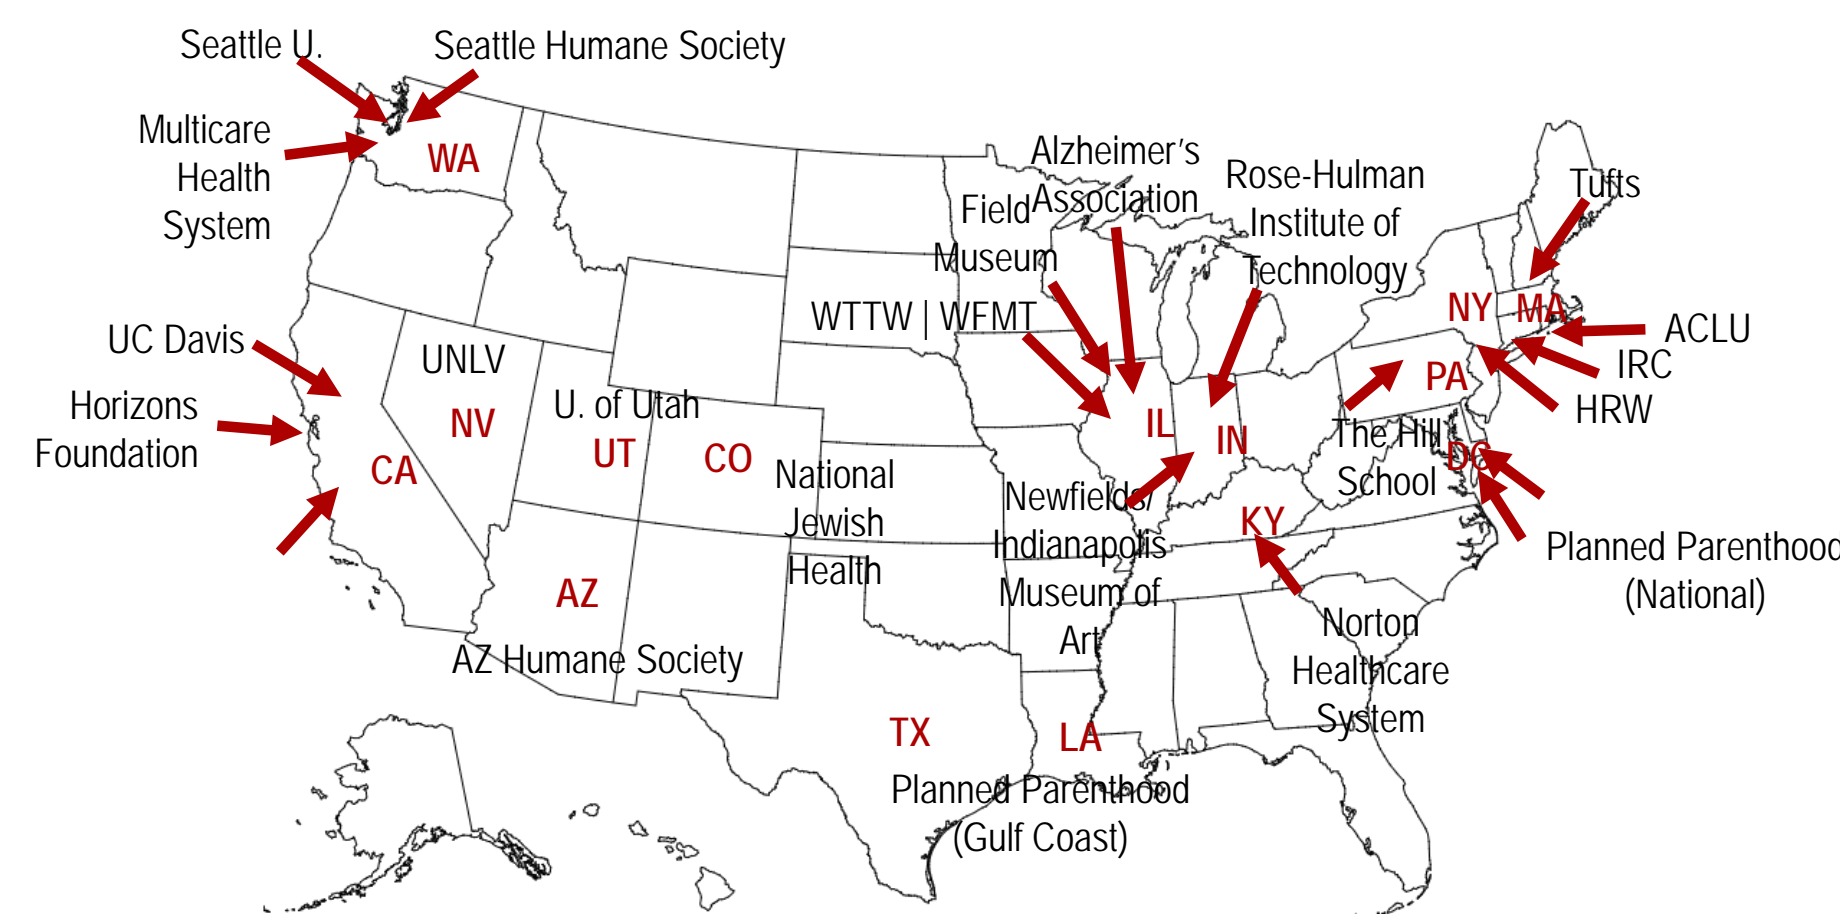 Seattle U.
Seattle Humane Society
Multicare
Health
System
WA
Alzheimer's
Association
Field
Museum
WTTW | WFMT
Rose-Hulman
Institute of
Technology
Tufts
UC Davis
Horizons
Foundation
CA
UNLV
NV
U. of Utah
UT
CO
National
Jewish
Health
IL
IN
NY
MA
ACLU
IRC
HRW
PA
The Hill
School
DC
Planned Parenthood
(National)
Newfields/
Indianapolis
Museum of
Art
KY
Norton
Healthcare
System
AZ
AZ Humane Society
TX
LA
Planned Parenthood
(Gulf Coast)